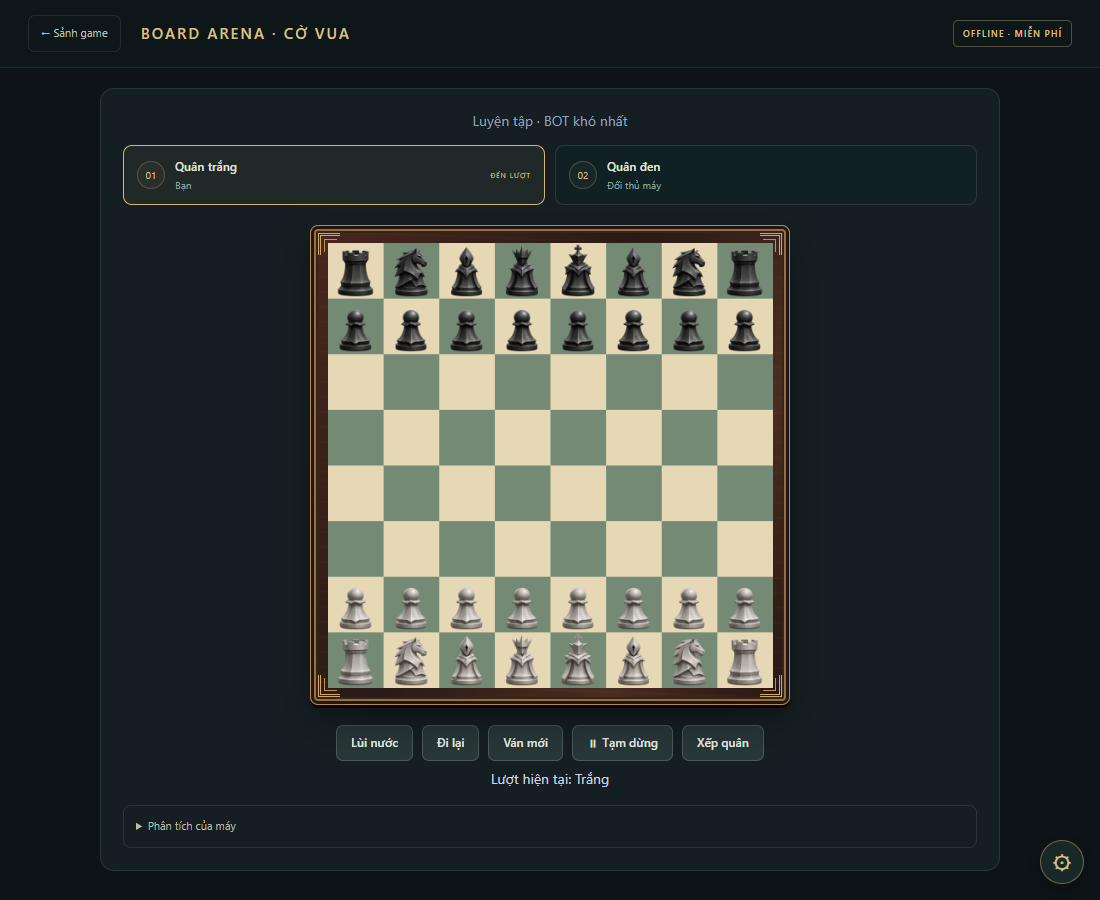 ← Sảnh game
BOARD ARENA · CỜ VUA
OFFLINE · MIỄN PHÍ
Luyện tập · BOT khó nhất
01
Quân trắng
Bạn
ĐẾN LƯỢT
02
Quân đen
Đối thủ máy
Lùi nước
Đi lại
Ván mới
⏸ Tạm dừng
Xếp quân
Lượt hiện tại: Trắng
▶ Phân tích của máy